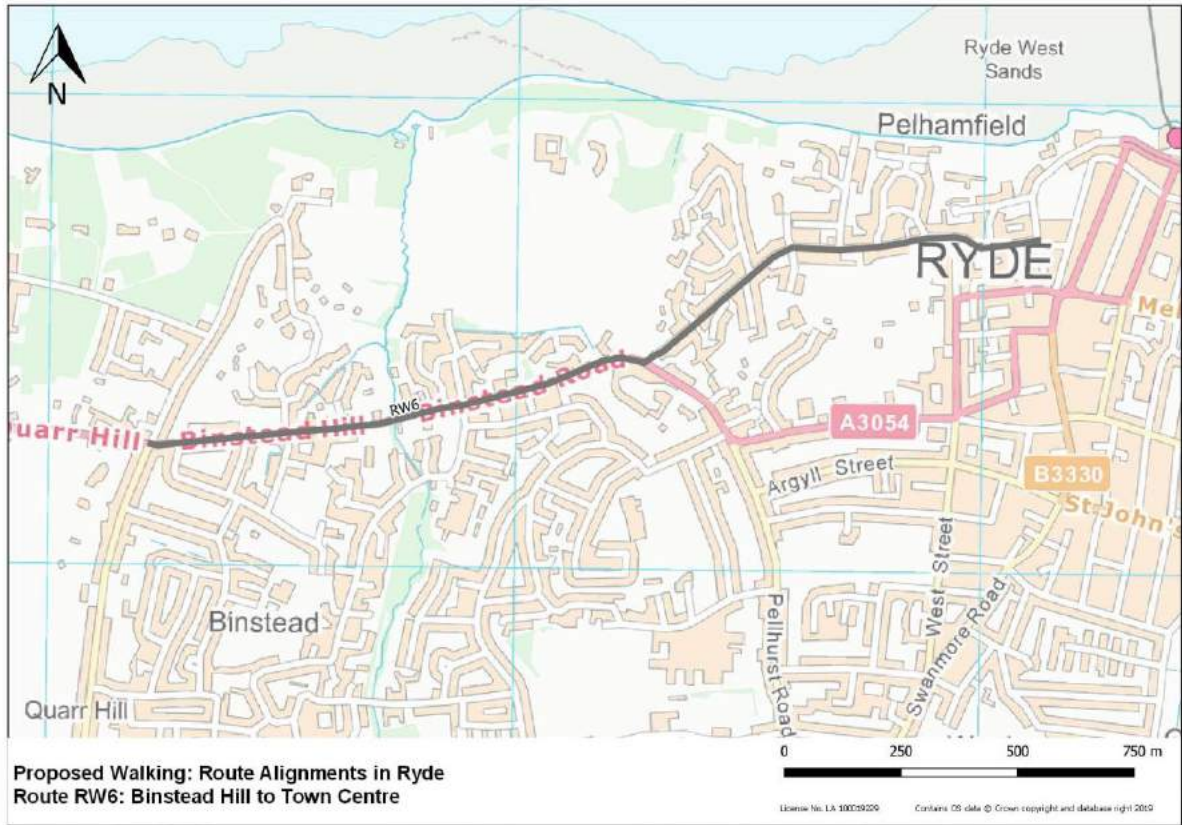 N
Ryde West
Sands
Pelhamfield
RYDE
RW6
Binstead Road
Quarr Hill
Binstead Hill
A3054
Argyll Street
B3330
St John's
West Street
Swanmore Road
Pellhurst Road
Binstead
Quarr Hill
0 250 500 750 m
Proposed Walking: Route Alignments in Ryde
Route RW6: Binstead Hill to Town Centre
License No. LA 100019229 Contains OS data © Crown copyright and database right 2019